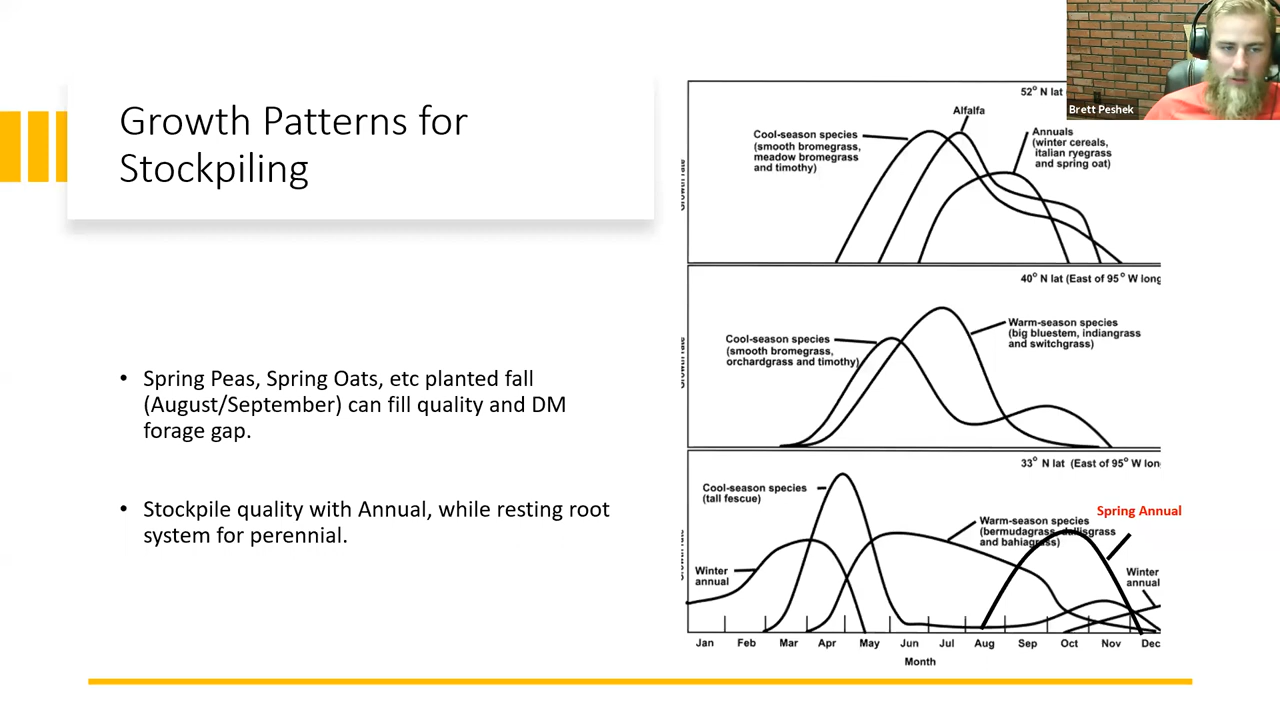 Growth Patterns for
Stockpiling
• Spring Peas, Spring Oats, etc planted fall
(August/September) can fill quality and DM
forage gap.
• Stockpile quality with Annual, while resting root
system for perennial.
Brett Peshek
52° N lat
Alfalfa
Cool-season species
(smooth bromegrass,
meadow bromegrass
and timothy)
Annuals
(winter cereals,
italian ryegrass
and spring oat)
40° N lat (East of 95° W long
Cool-season species
(smooth bromegrass,
orchardgrass and timothy)
Warm-season species
(big bluestem, indiangrass
and switchgrass)
33° N lat (East of 95° W lon
Cool-season species
(tall fescue)
Spring Annual
Warm-season species
(bermudagrass, dallisgrass
and bahiagrass)
Winter
annual
Winter
annual
Jan Feb Mar Apr May Jun Jul Aug Sep Oct Nov Dec
Month